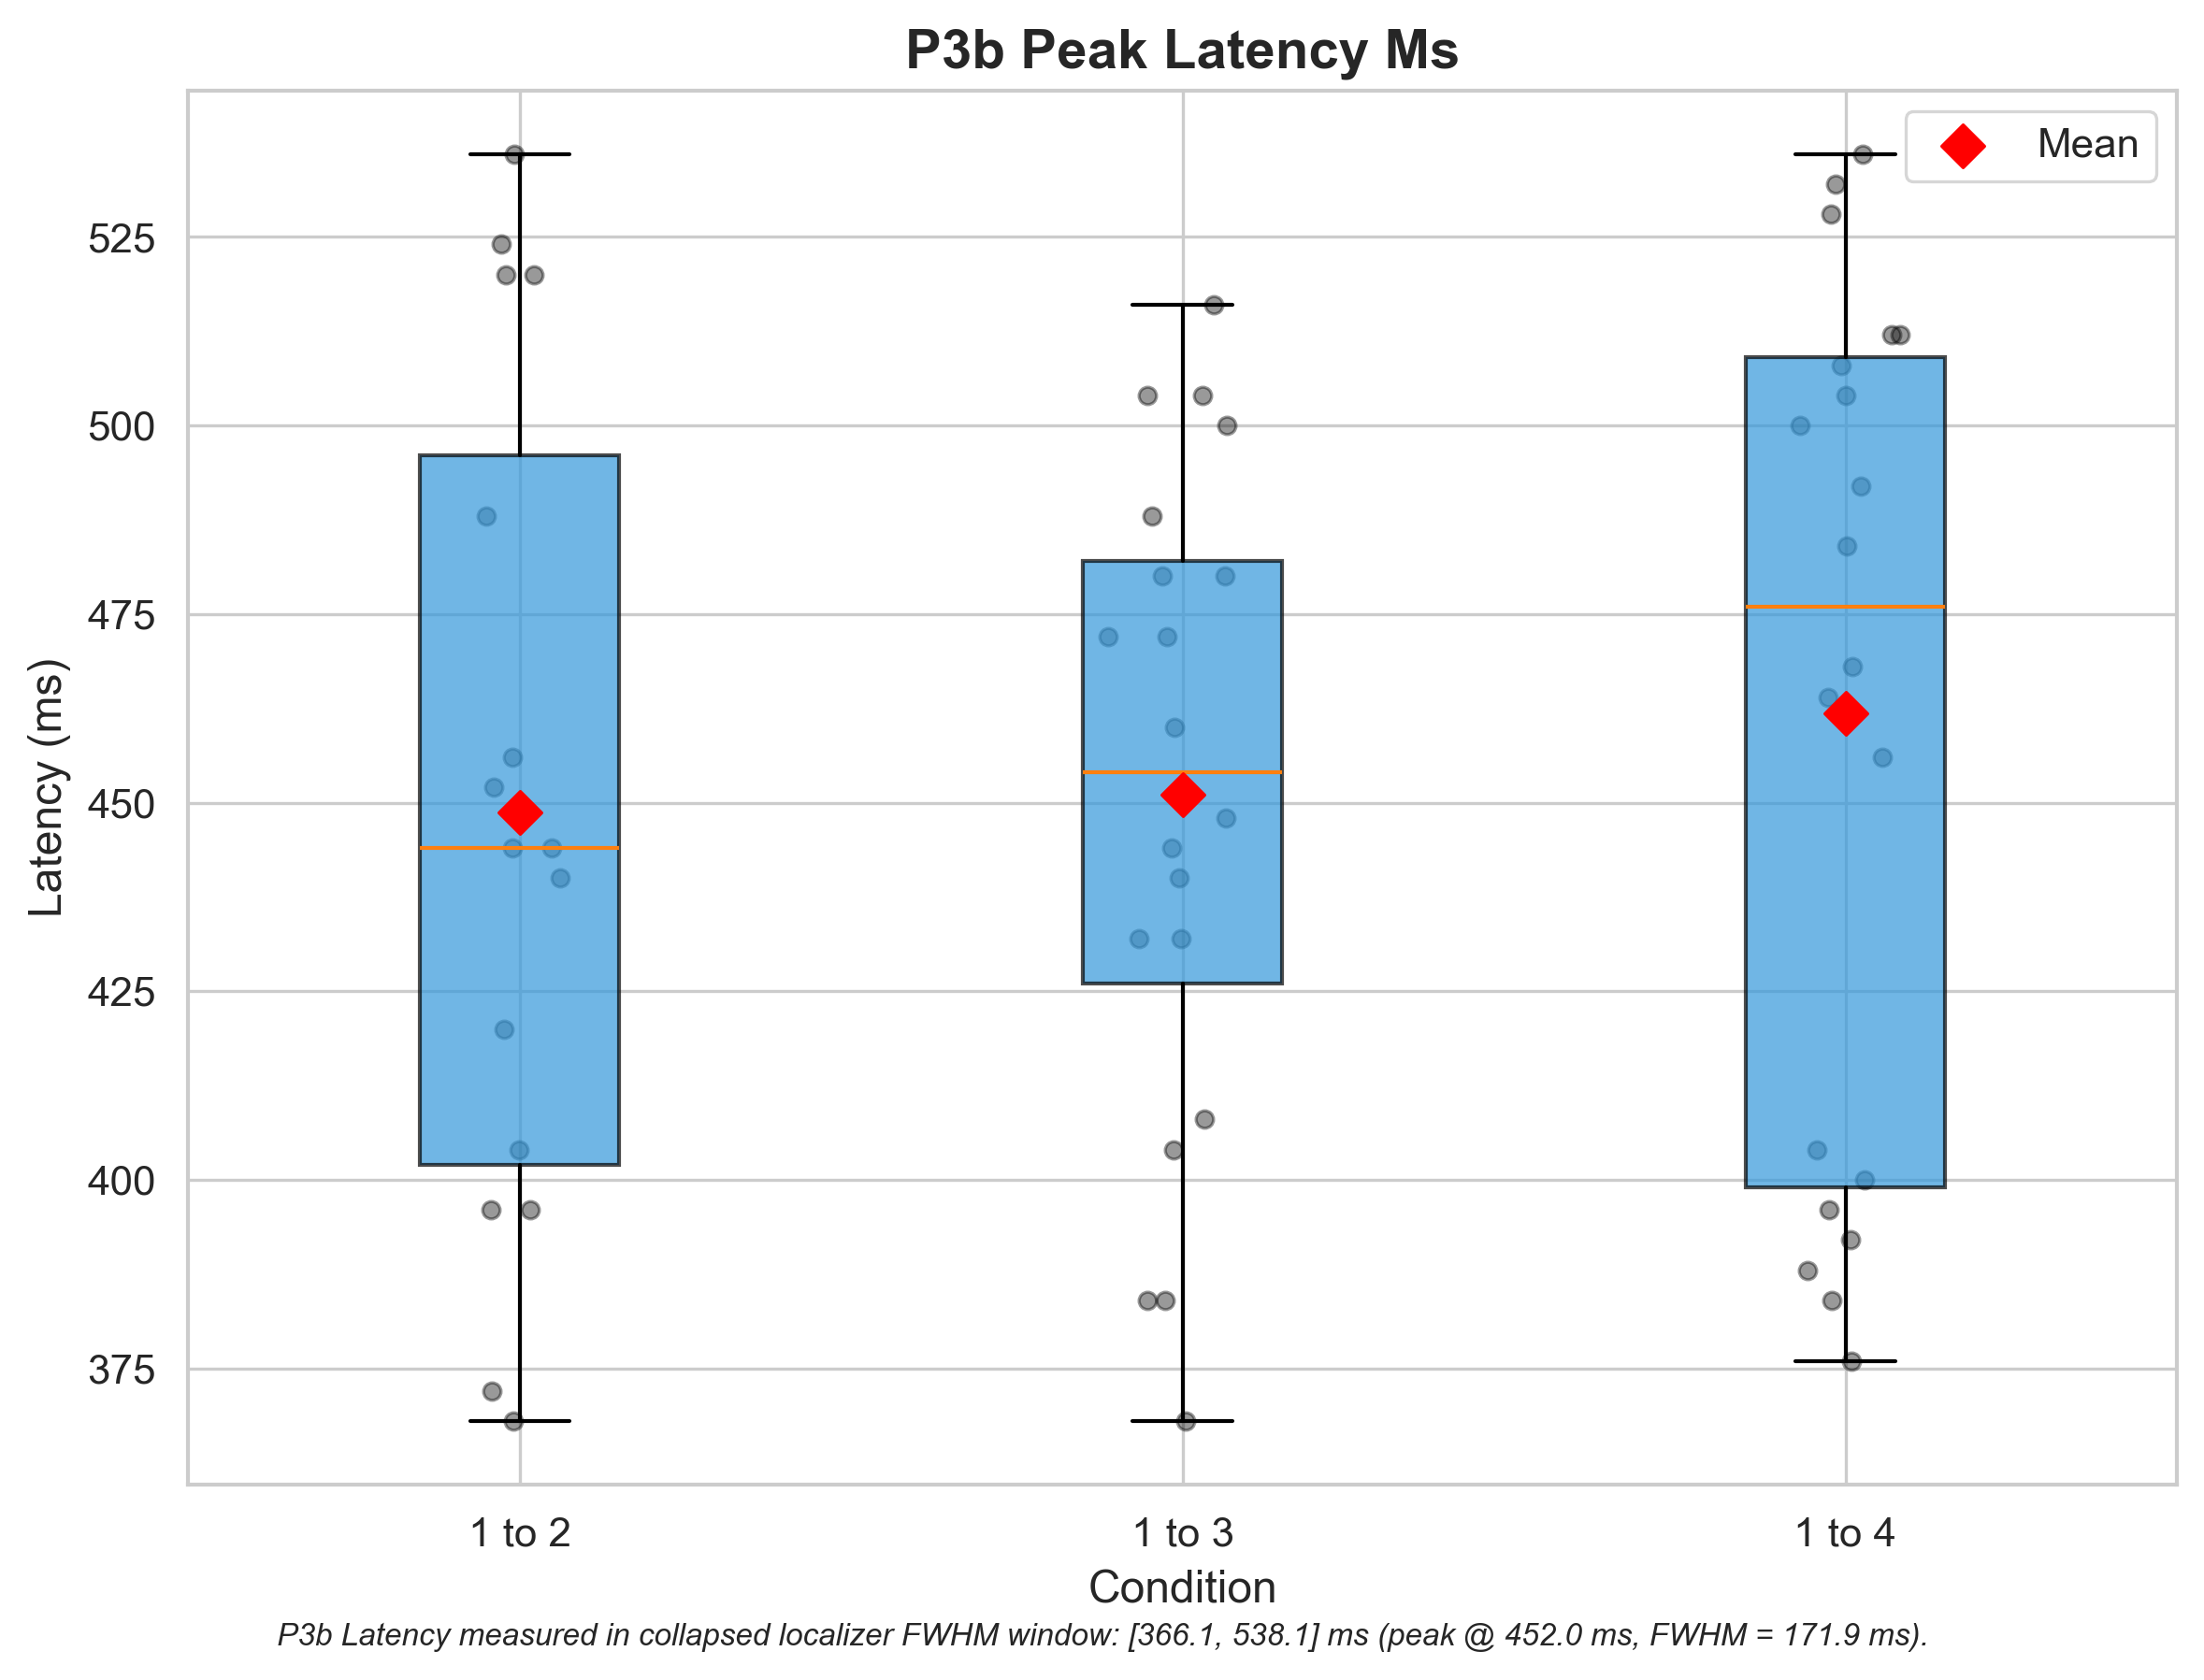 P3b Peak Latency Ms
Mean
525
500
475
450
425
400
375
Latency (ms)
1 to 2
1 to 3
1 to 4
Condition
P3b Latency measured in collapsed localizer FWHM window: [366.1, 538.1] ms (peak @ 452.0 ms, FWHM = 171.9 ms).